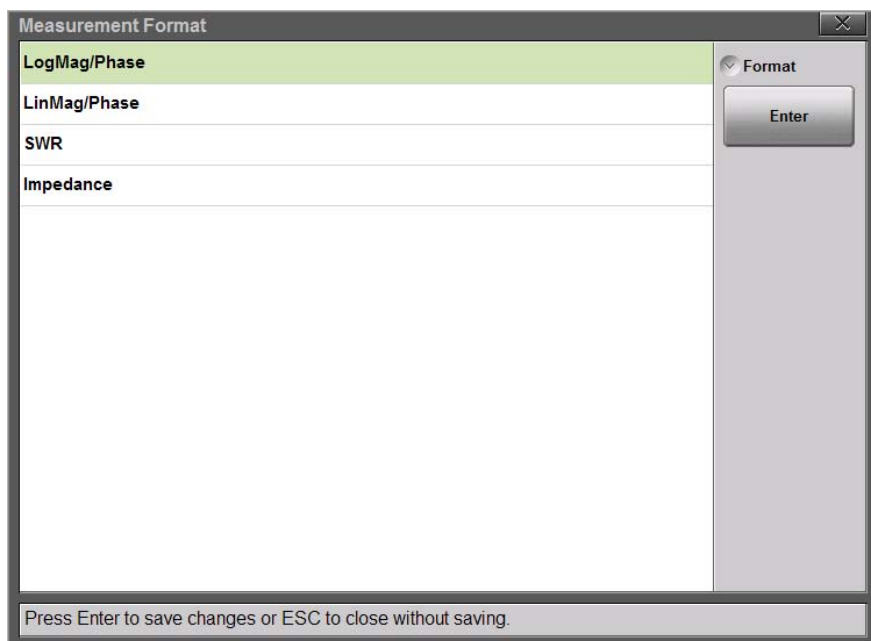 Measurement Format
LogMag/Phase
LinMag/Phase
SWR
Impedance
Format
Enter
Press Enter to save changes or ESC to close without saving.